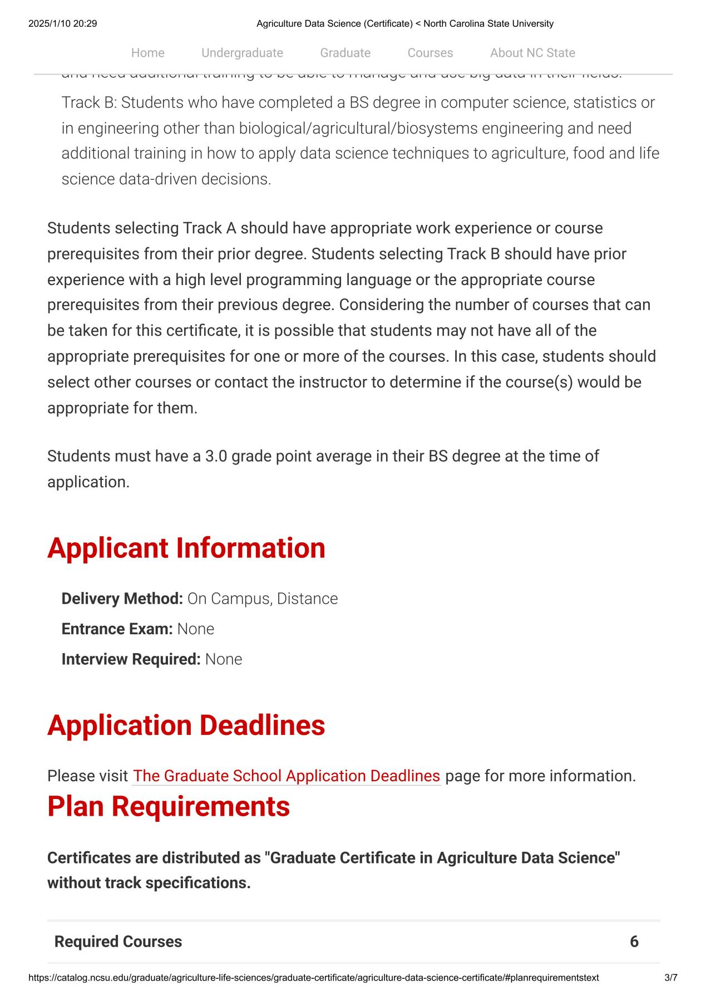 2025/1/10 20:29 Agriculture Data Science (Certificate) < North Carolina State University
Home Undergraduate Graduate Courses About NC State
and need additional training to be able to manage and use big data in their fields.
Track B: Students who have completed a BS degree in computer science, statistics or
in engineering other than biological/agricultural/biosystems engineering and need
additional training in how to apply data science techniques to agriculture, food and life
science data-driven decisions.
Students selecting Track A should have appropriate work experience or course
prerequisites from their prior degree. Students selecting Track B should have prior
experience with a high level programming language or the appropriate course
prerequisites from their previous degree. Considering the number of courses that can
be taken for this certificate, it is possible that students may not have all of the
appropriate prerequisites for one or more of the courses. In this case, students should
select other courses or contact the instructor to determine if the course(s) would be
appropriate for them.
Students must have a 3.0 grade point average in their BS degree at the time of
application.
Applicant Information
Delivery Method: On Campus, Distance
Entrance Exam: None
Interview Required: None
Application Deadlines
Please visit The Graduate School Application Deadlines page for more information.
Plan Requirements
Certificates are distributed as "Graduate Certificate in Agriculture Data Science"
without track specifications.
Required Courses 6
https://catalog.ncsu.edu/graduate/agriculture-life-sciences/graduate-certificate/agriculture-data-science-certificate/#planrequirementstext 3/7